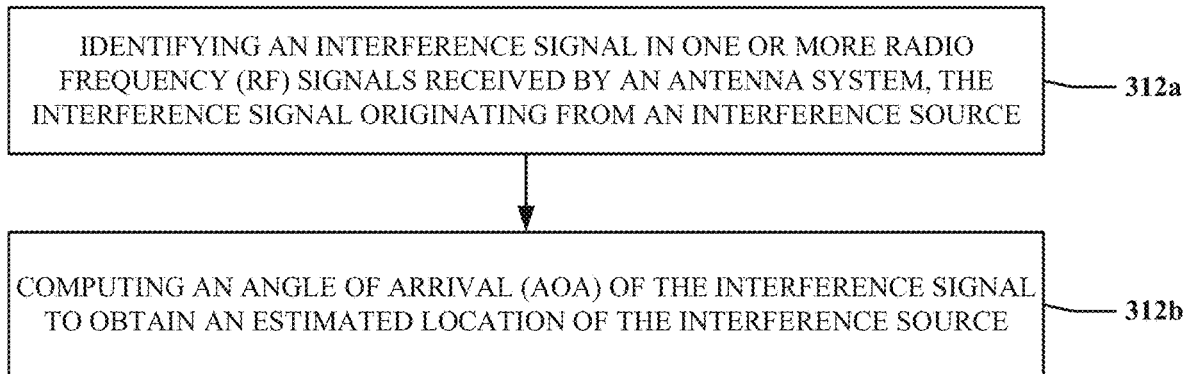 IDENTIFYING AN INTERFERENCE SIGNAL IN ONE OR MORE RADIO
FREQUENCY (RF) SIGNALS RECEIVED BY AN ANTENNA SYSTEM, THE
INTERFERENCE SIGNAL ORIGINATING FROM AN INTERFERENCE SOURCE
312a
COMPUTING AN ANGLE OF ARRIVAL (AOA) OF THE INTERFERENCE SIGNAL
TO OBTAIN AN ESTIMATED LOCATION OF THE INTERFERENCE SOURCE
312b